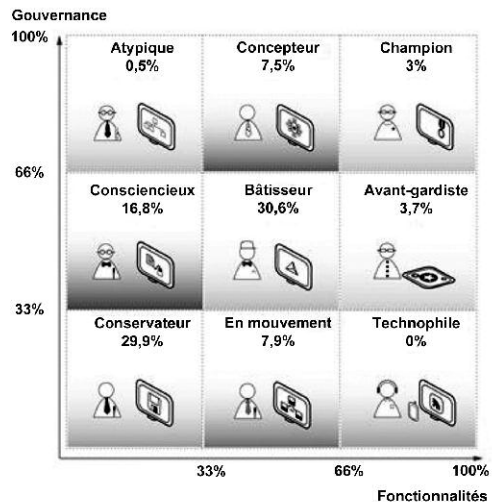 Gouvernance
100%
Atypique
0,5%
Concepteur
7,5%
Champion
3%
66%
Consciencieux
16,8%
Bâtisseur
30,6%
Avant-gardiste
3,7%
33%
Conservateur
29,9%
En mouvement
7,9%
Technophile
0%
33%
66%
100%
Fonctionnalités